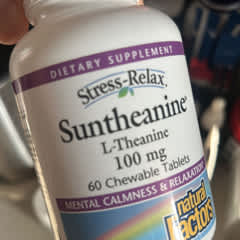 DIETARY SUPPLEMENT
Stress-Relax®
Suntheanine®
L-Theanine
100 mg
60 Chewable Tablets
MENTAL CALMNESS & RELAXATION
natural
factors